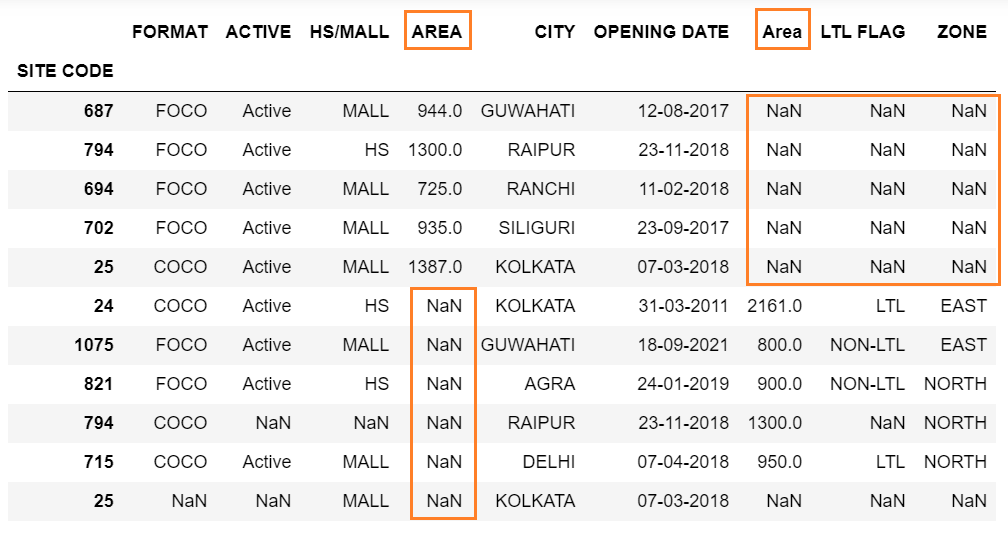 FORMAT ACTIVE HS/MALL AREA CITY OPENING DATE Area LTL FLAG ZONE
SITE CODE
687 FOCO Active MALL 944.0 GUWAHATI 12-08-2017 NaN NaN NaN
794 FOCO Active HS 1300.0 RAIPUR 23-11-2018 NaN NaN NaN
694 FOCO Active MALL 725.0 RANCHI 11-02-2018 NaN NaN NaN
702 FOCO Active MALL 935.0 SILIGURI 23-09-2017 NaN NaN NaN
25 COCO Active MALL 1387.0 KOLKATA 07-03-2018 NaN NaN NaN
24 COCO Active HS NaN KOLKATA 31-03-2011 2161.0 LTL EAST
1075 FOCO Active MALL NaN GUWAHATI 18-09-2021 800.0 NON-LTL EAST
821 FOCO Active HS NaN AGRA 24-01-2019 900.0 NON-LTL NORTH
794 COCO NaN NaN NaN RAIPUR 23-11-2018 1300.0 NaN NORTH
715 COCO Active MALL NaN DELHI 07-04-2018 950.0 LTL NORTH
25 NaN NaN MALL NaN KOLKATA 07-03-2018 NaN NaN NaN